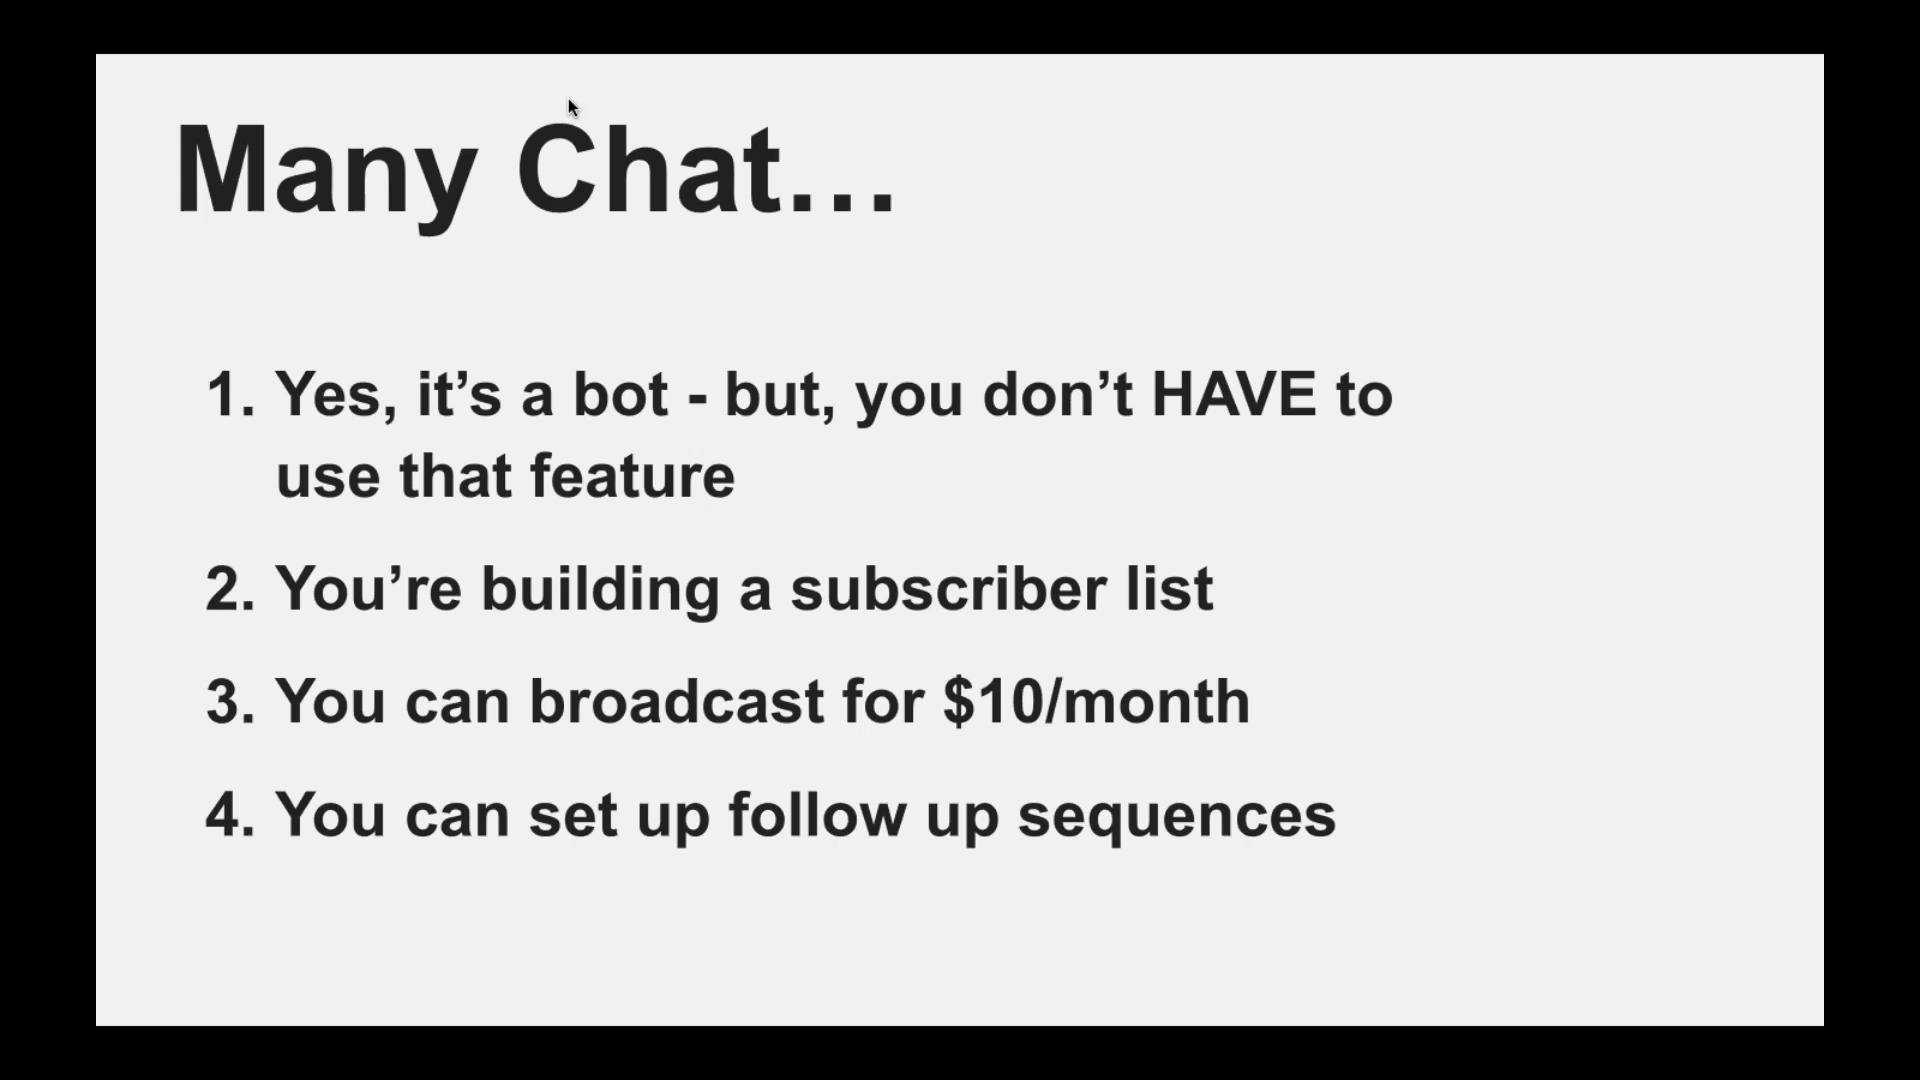 Many Chat…
1. Yes, it’s a bot - but, you don’t HAVE to
use that feature
2. You’re building a subscriber list
3. You can broadcast for $10/month
4. You can set up follow up sequences